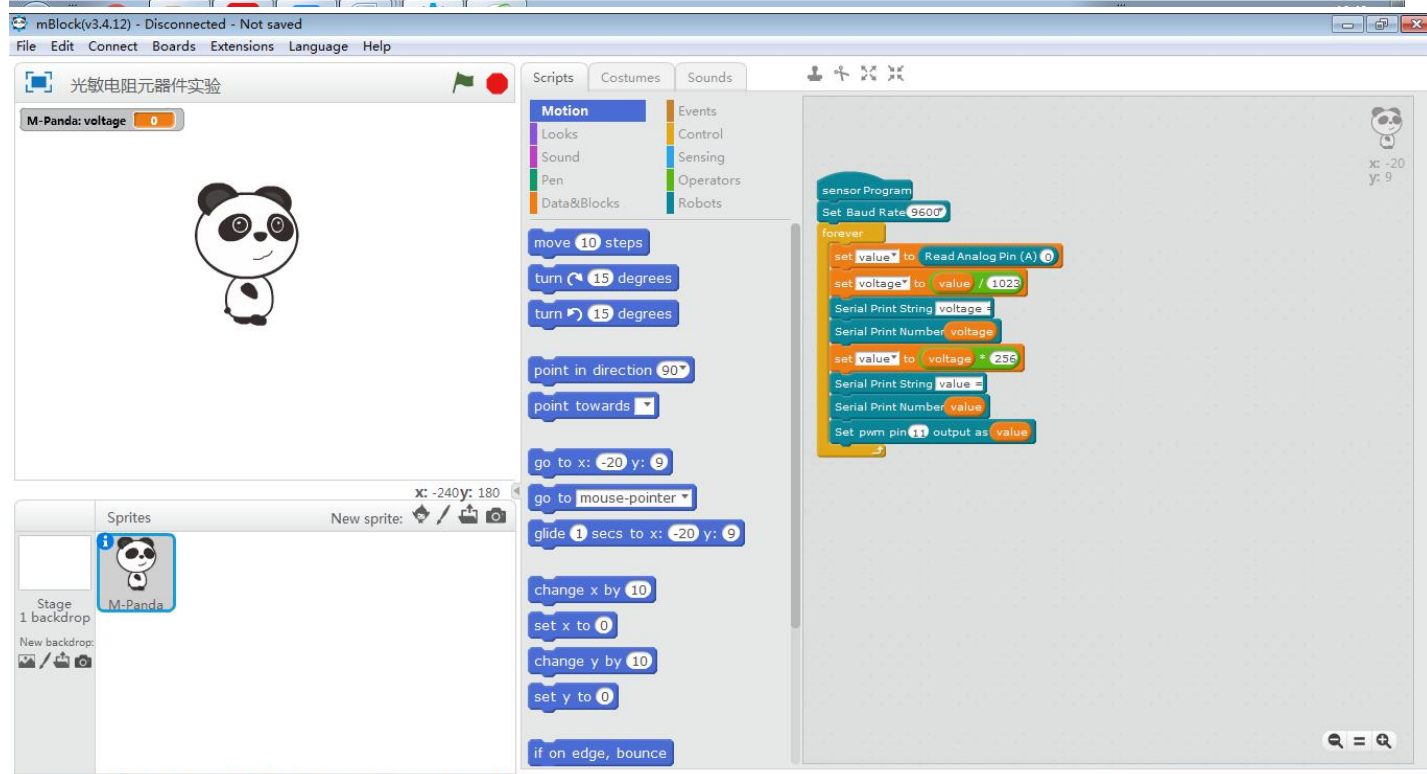 mBlock(v3.4.12) - Disconnected - Not saved
File Edit Connect Boards Extensions Language Help
光敏电阻元器件实验
M-Panda: voltage 0
x: -240 y: 180
Sprites New sprite:
Stage
1 backdrop
New backdrop:
M-Panda
Scripts Costumes Sounds
Motion Events
Looks Control
Sound Sensing
Pen Operators
Data&Blocks Robots
move 10 steps
turn 15 degrees
turn 15 degrees
point in direction 90
point towards
go to x: -20 y: 9
go to mouse-pointer
glide 1 secs to x: -20 y: 9
change x by 10
set x to 0
change y by 10
set y to 0
if on edge, bounce
x: -20
y: 9
sensor Program
Set Baud Rate 9600
forever
set value to Read Analog Pin (A) 0
set voltage to value / 1023
Serial Print String voltage =
Serial Print Number voltage
set value to voltage * 256
Serial Print String value =
Serial Print Number value
Set pwm pin 11 output as value